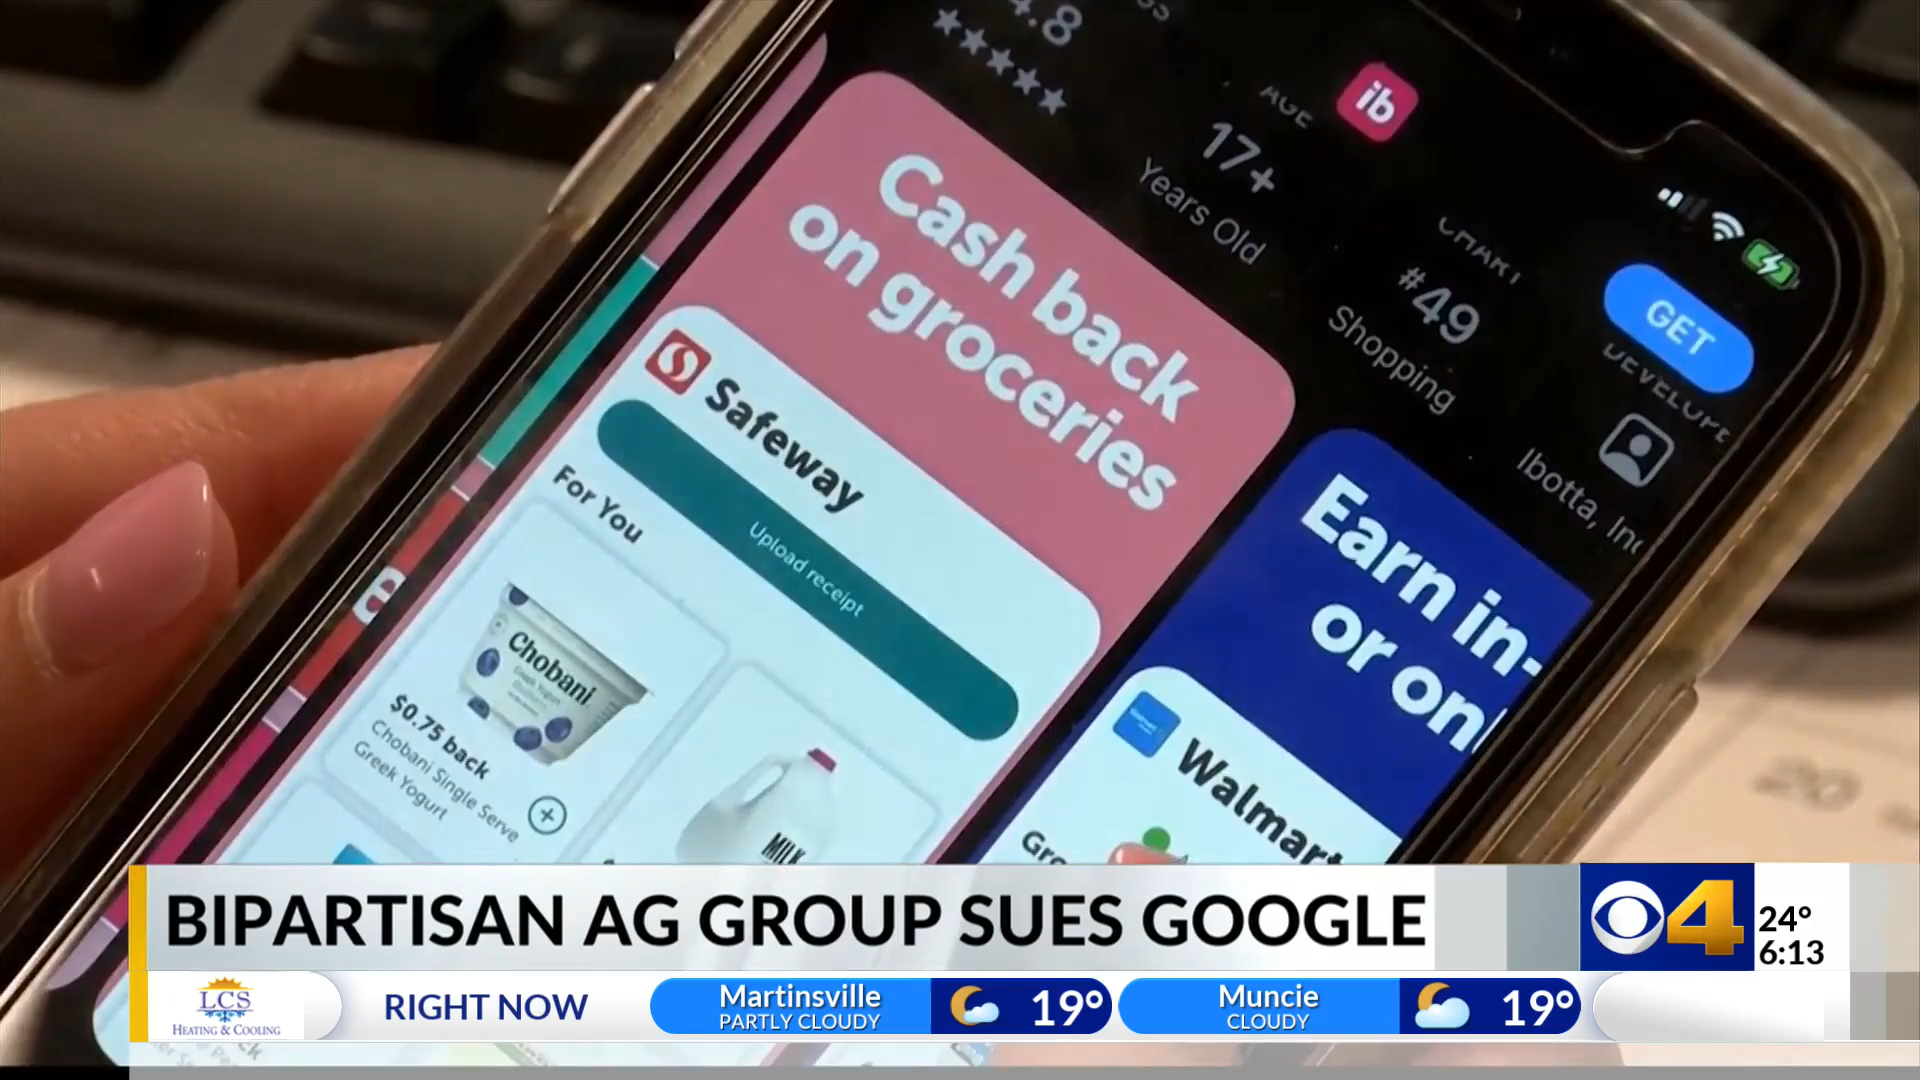 4.8
AGE
17+
Years Old
ib
CHART
#49
Shopping
GET
DEVELOPE
Ibotta, Inc
Cash back
on groceries
Safeway
Upload receipt
For You
Chobani
$0.75 back
Chobani Single Serve
Greek Yogurt
MILK
Earn in-
or onl
Walmart
Gro
e
20
BIPARTISAN AG GROUP SUES GOOGLE
4
24°
6:13
LCS
HEATING & COOLING
RIGHT NOW
Martinsville
PARTLY CLOUDY
19°
Muncie
CLOUDY
19°